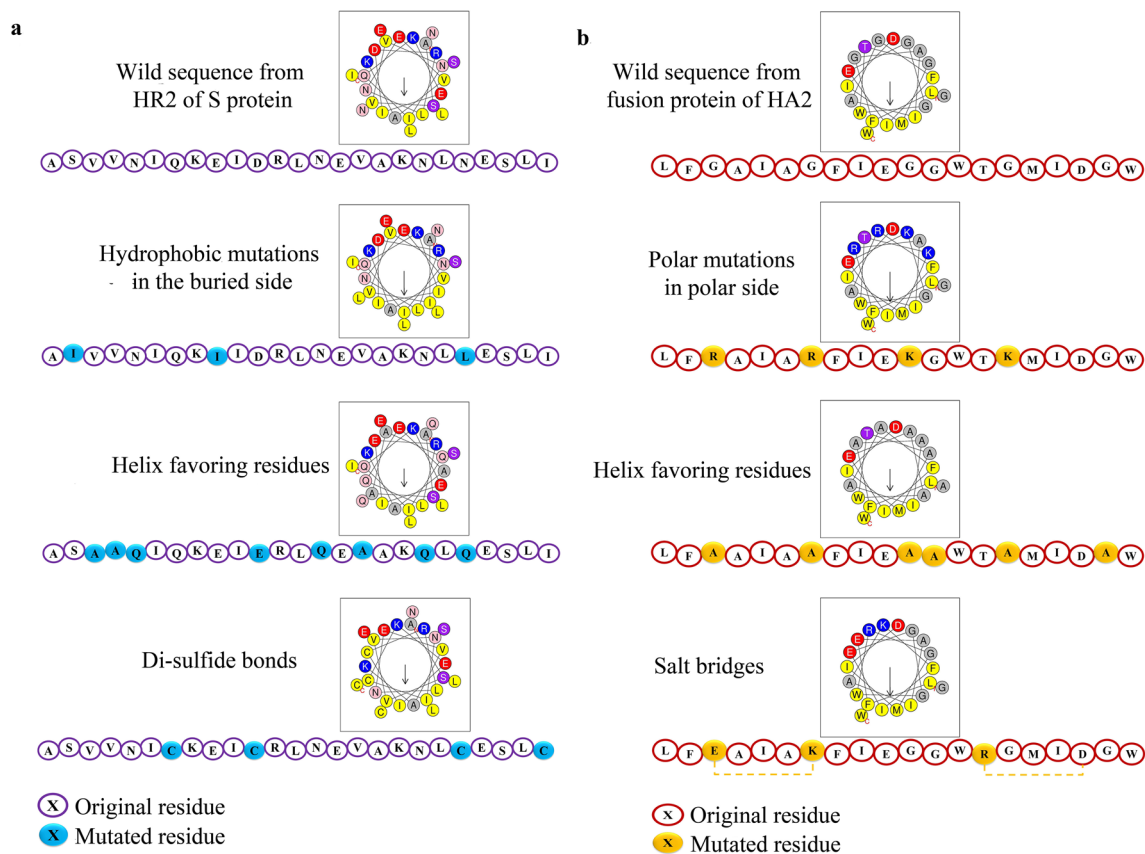 a
Wild sequence from
HR2 of S protein
A S V V N I Q K E I D R L N E V A K N L N E S L I
Hydrophobic mutations
in the buried side
A I V V N I Q K I I D R L N E V A K N L L E S L I
Helix favoring residues
A S A A Q I Q K E I E R L Q E A A K Q L Q E S L I
Di-sulfide bonds
A S V V N I C K E I C R L N E V A K N L C E S L C
X Original residue
X Mutated residue
b
Wild sequence from
fusion protein of HA2
L F G A I A G F I E G G W T G M I D G W
Polar mutations
in polar side
L F R A I A R F I E K G W T K M I D G W
Helix favoring residues
L F A A I A A F I E A A W T A M I D A W
Salt bridges
L F E A I A K F I E G G W R G M I D G W
X Original residue
X Mutated residue